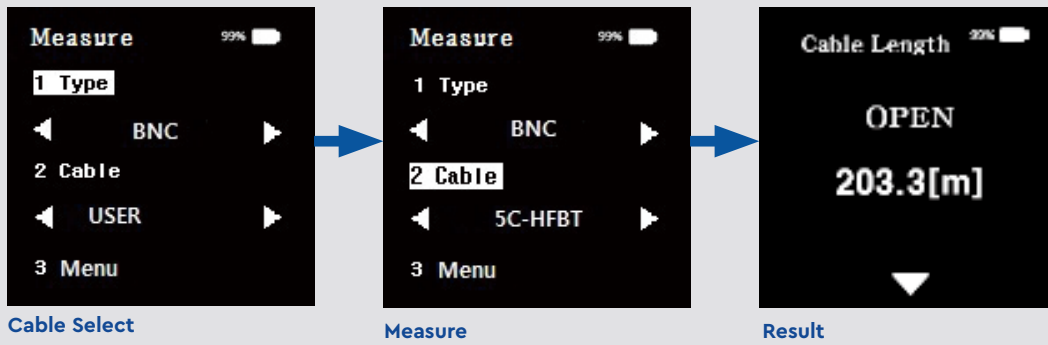 Measure 99%
1 Type
BNC
2 Cable
USER
3 Menu
Cable Select
Measure 99%
1 Type
BNC
2 Cable
5C-HFBT
3 Menu
Measure
Cable Length 99%
OPEN
203.3[m]
Result